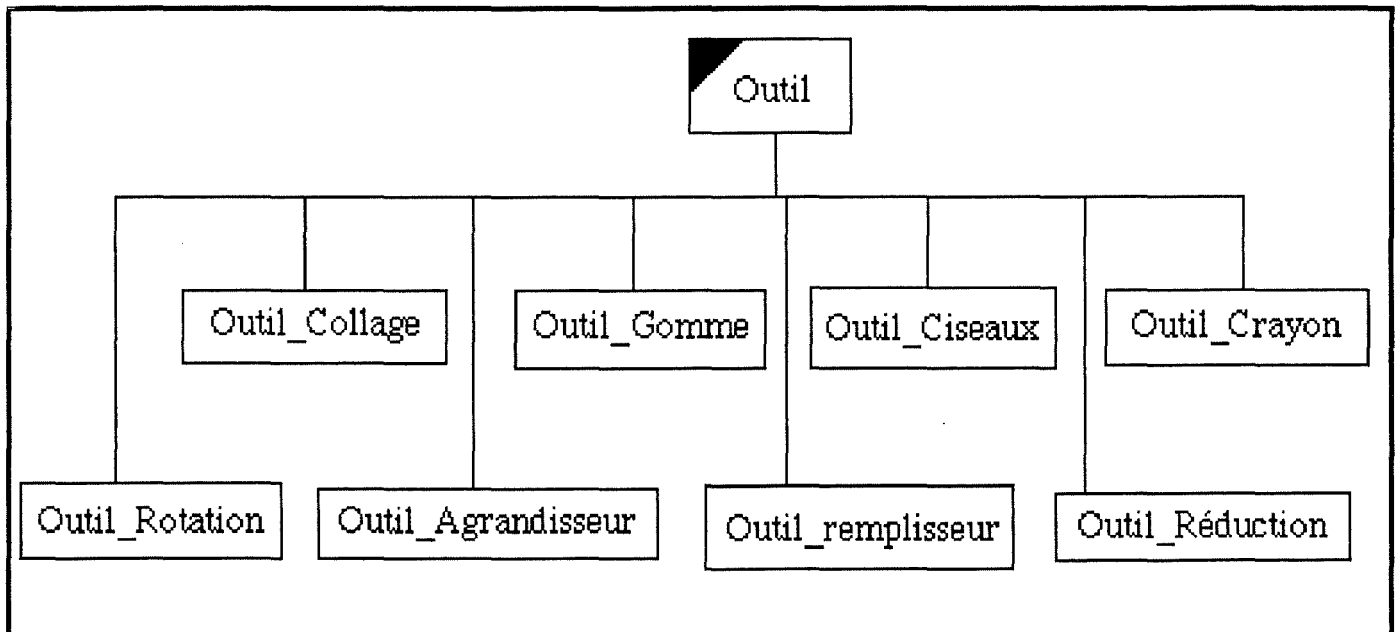 Outil
Outil_Collage
Outil_Gomme
Outil_Ciseaux
Outil_Crayon
Outil_Rotation
Outil_Agrandisseur
Outil_remplisseur
Outil_Réduction